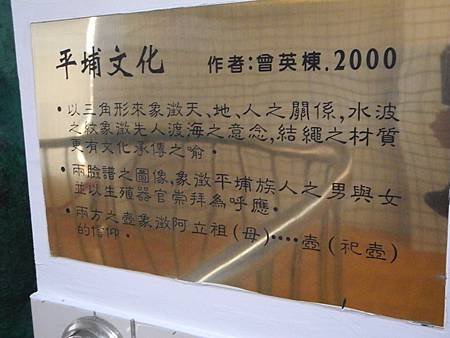 平埔文化 作者:曾英棟.2000
•以三角形來象徵天、地、人之關係,水波
之紋象徵先人渡海之意念,結繩之材質
更有文化承傳之喻.
•兩臉譜之圖像,象徵平埔族人之男與女
並以生殖器官崇拜為呼應.
•兩方之壺象徵阿立祖(母)····壺(祀壺)
的信仰.